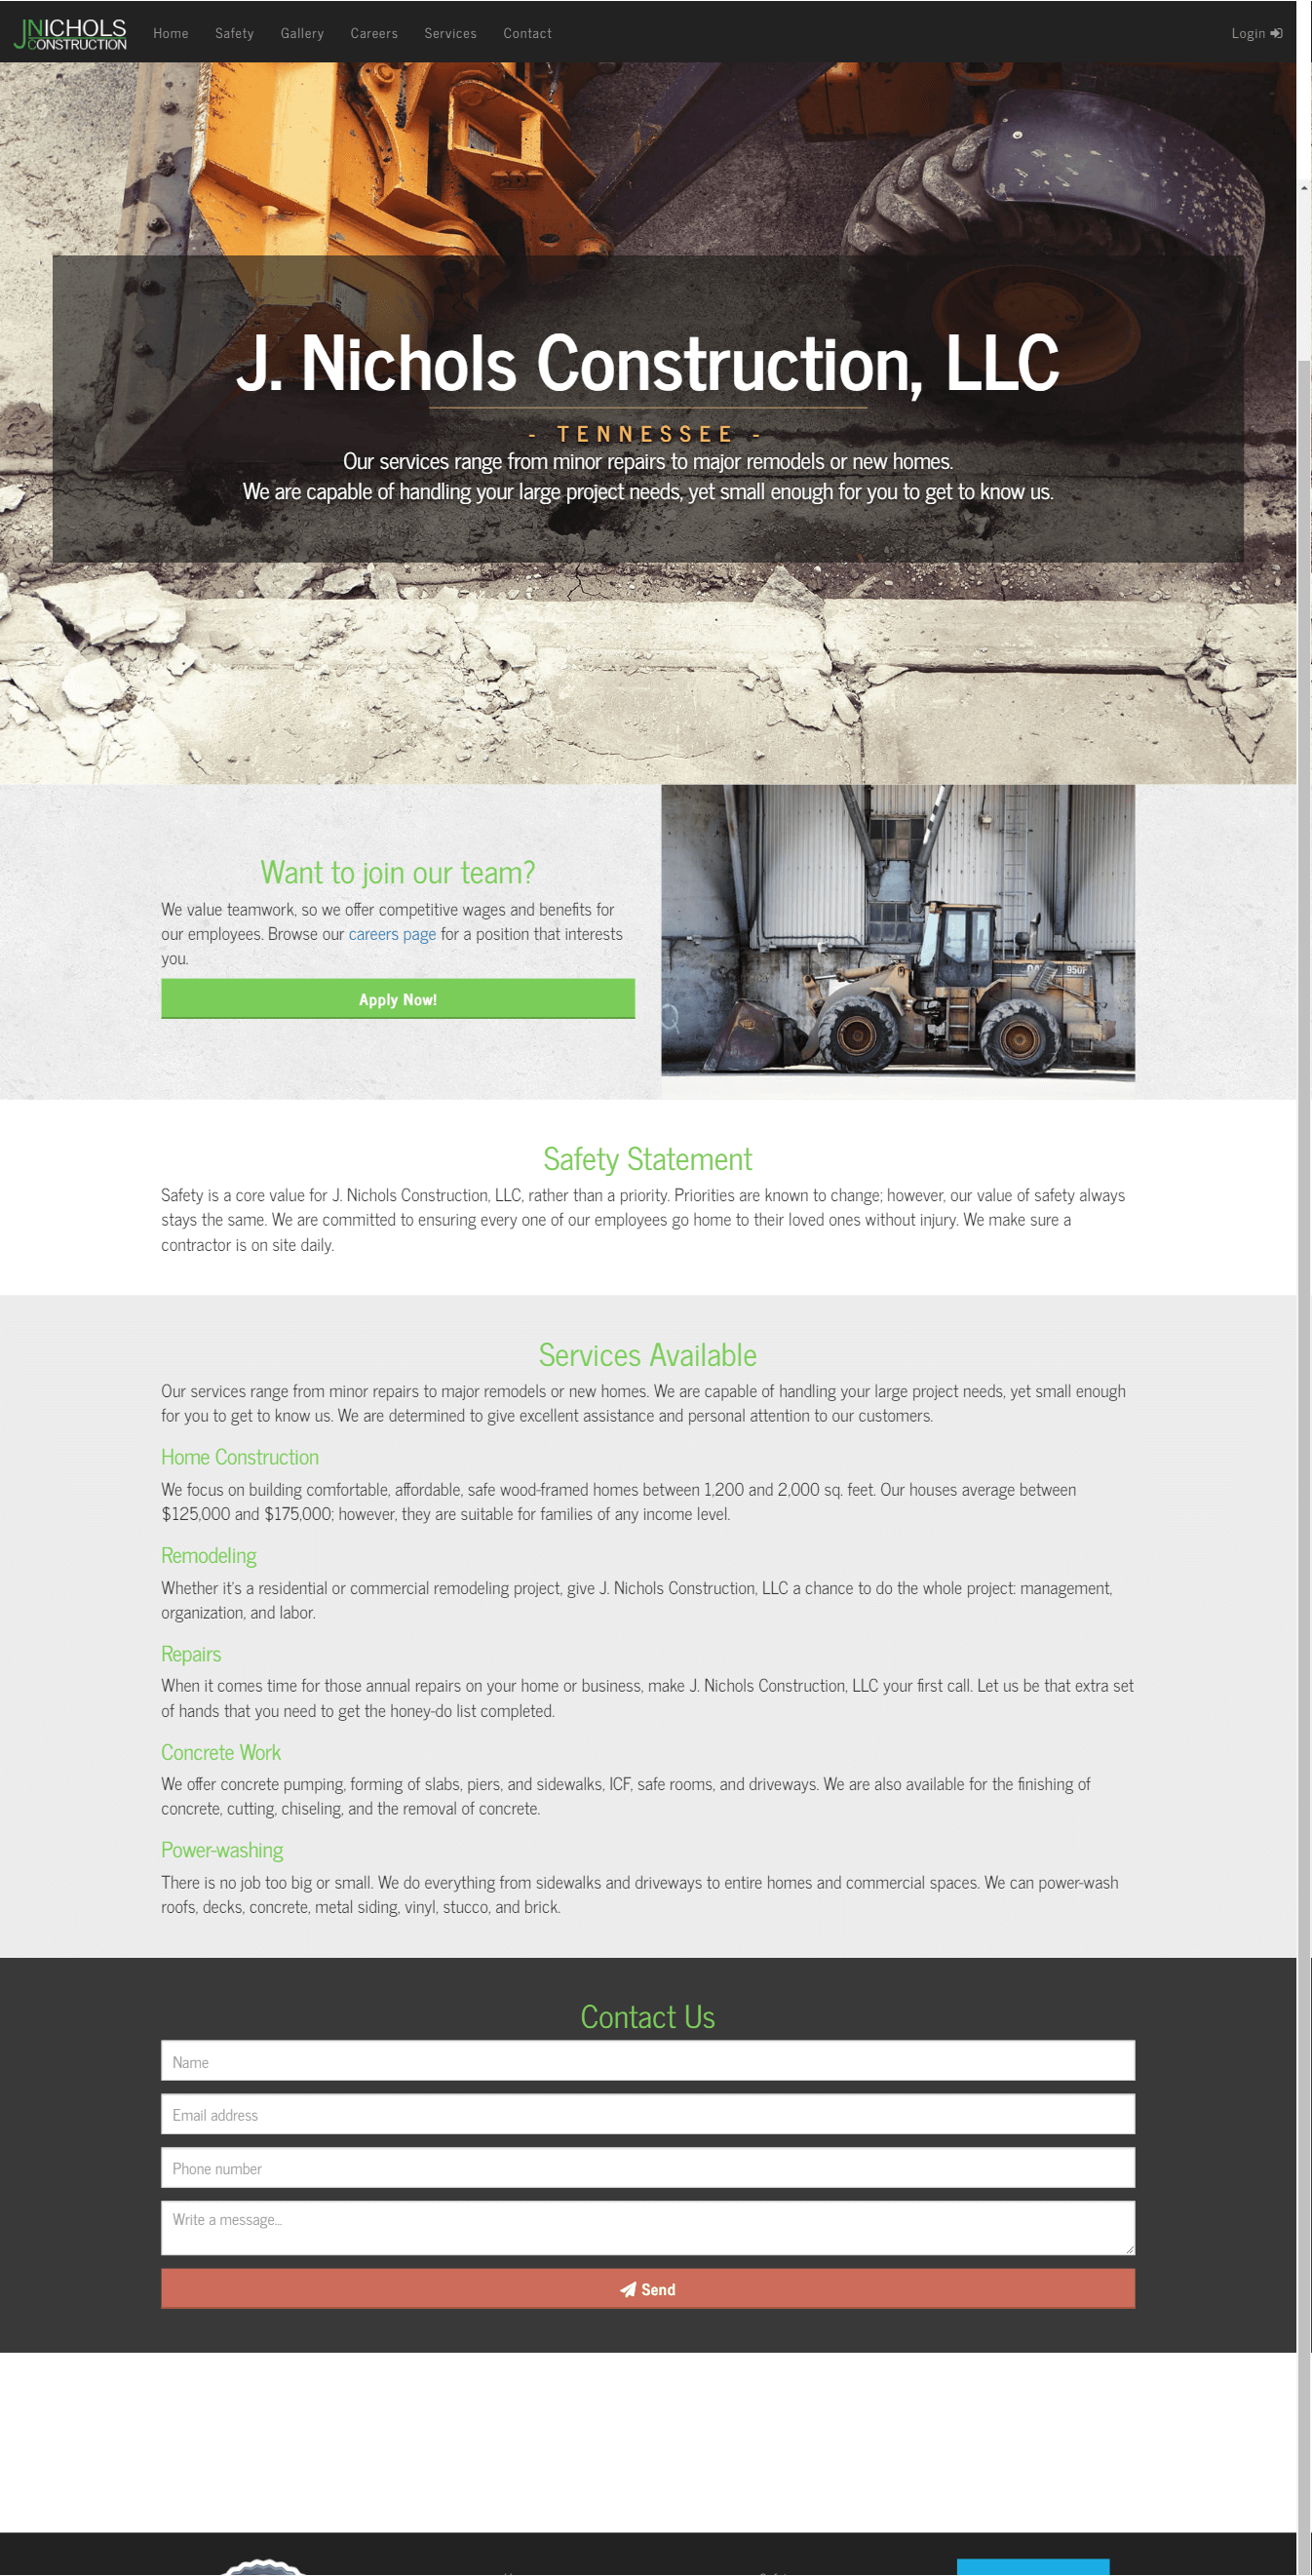 JNICHOLS
CONSTRUCTION
Home Safety Gallery Careers Services Contact Login
J. Nichols Construction, LLC
- TENNESSEE -
Our services range from minor repairs to major remodels or new homes.
We are capable of handling your large project needs, yet small enough for you to get to know us.
Want to join our team?
We value teamwork, so we offer competitive wages and benefits for
our employees. Browse our careers page for a position that interests
you.
Apply Now!
950F
Safety Statement
Safety is a core value for J. Nichols Construction, LLC, rather than a priority. Priorities are known to change; however, our value of safety always
stays the same. We are committed to ensuring every one of our employees go home to their loved ones without injury. We make sure a
contractor is on site daily.
Services Available
Our services range from minor repairs to major remodels or new homes. We are capable of handling your large project needs, yet small enough
for you to get to know us. We are determined to give excellent assistance and personal attention to our customers.
Home Construction
We focus on building comfortable, affordable, safe wood-framed homes between 1,200 and 2,000 sq. feet. Our houses average between
$125,000 and $175,000; however, they are suitable for families of any income level.
Remodeling
Whether it's a residential or commercial remodeling project, give J. Nichols Construction, LLC a chance to do the whole project: management,
organization, and labor.
Repairs
When it comes time for those annual repairs on your home or business, make J. Nichols Construction, LLC your first call. Let us be that extra set
of hands that you need to get the honey-do list completed.
Concrete Work
We offer concrete pumping, forming of slabs, piers, and sidewalks, ICF, safe rooms, and driveways. We are also available for the finishing of
concrete, cutting, chiseling, and the removal of concrete.
Power-washing
There is no job too big or small. We do everything from sidewalks and driveways to entire homes and commercial spaces. We can power-wash
roofs, decks, concrete, metal siding, vinyl, stucco, and brick.
Contact Us
Name
Email address
Phone number
Write a message...
Send